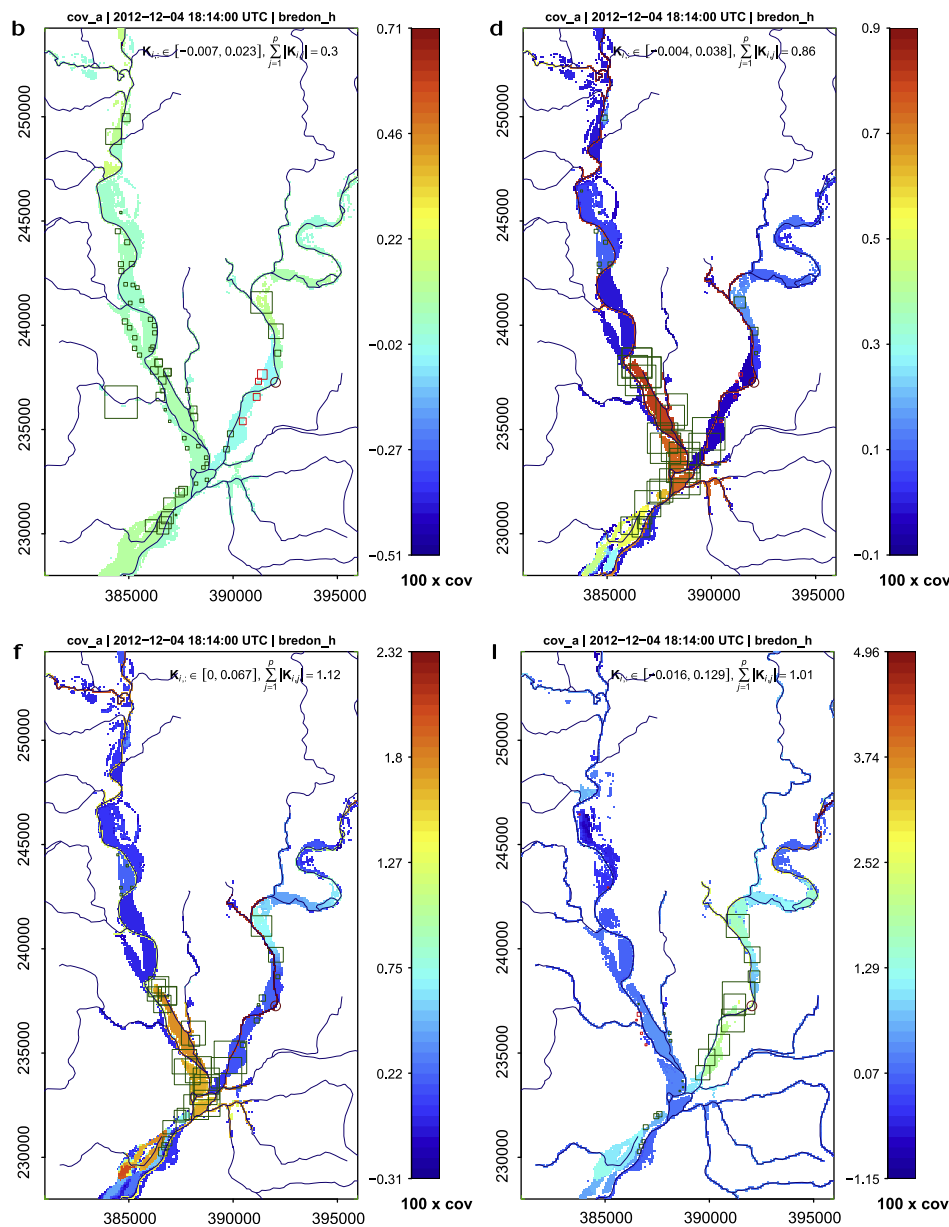 b
cov_a | 2012−12−04 18:14:00 UTC | bredon_h
K_{i,:} ∈ [−0.007, 0.023], ∑_{j=1}^{p} |K_{i,j}| = 0.3
250000
245000
240000
235000
230000
385000 390000 395000
0.71
0.46
0.22
−0.02
−0.27
−0.51
100 x cov
d
cov_a | 2012−12−04 18:14:00 UTC | bredon_h
K_{i,:} ∈ [−0.004, 0.038], ∑_{j=1}^{p} |K_{i,j}| = 0.86
250000
245000
240000
235000
230000
385000 390000 395000
0.9
0.7
0.5
0.3
0.1
−0.1
100 x cov
f
cov_a | 2012−12−04 18:14:00 UTC | bredon_h
K_{i,:} ∈ [0, 0.067], ∑_{j=1}^{p} |K_{i,j}| = 1.12
250000
245000
240000
235000
230000
385000 390000 395000
2.32
1.8
1.27
0.75
0.22
−0.31
100 x cov
l
cov_a | 2012−12−04 18:14:00 UTC | bredon_h
K_{i,:} ∈ [−0.016, 0.129], ∑_{j=1}^{p} |K_{i,j}| = 1.01
250000
245000
240000
235000
230000
385000 390000 395000
4.96
3.74
2.52
1.29
0.07
−1.15
100 x cov